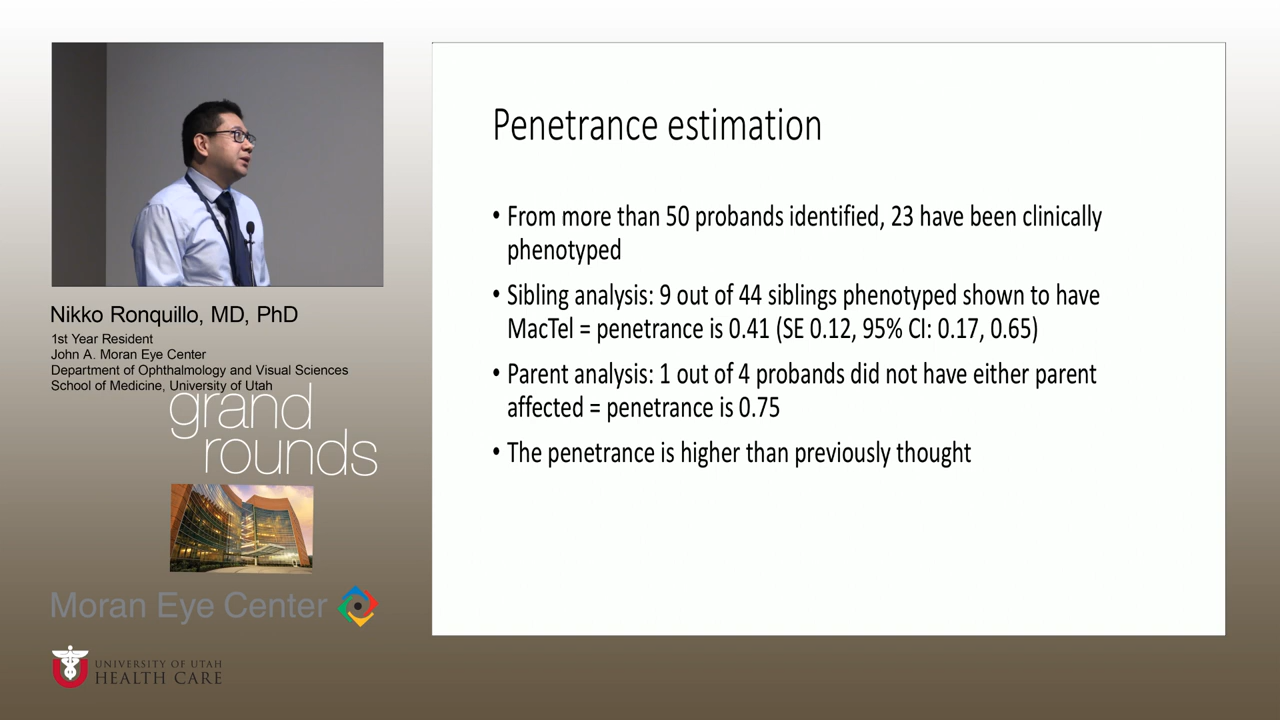 Nikko Ronquillo, MD, PhD
1st Year Resident
John A. Moran Eye Center
Department of Ophthalmology and Visual Sciences
School of Medicine, University of Utah
grand
rounds
Moran Eye Center
UNIVERSITY OF UTAH
HEALTH CARE
Penetrance estimation
• From more than 50 probands identified, 23 have been clinically
phenotyped
• Sibling analysis: 9 out of 44 siblings phenotyped shown to have
MacTel = penetrance is 0.41 (SE 0.12, 95% CI: 0.17, 0.65)
• Parent analysis: 1 out of 4 probands did not have either parent
affected = penetrance is 0.75
• The penetrance is higher than previously thought